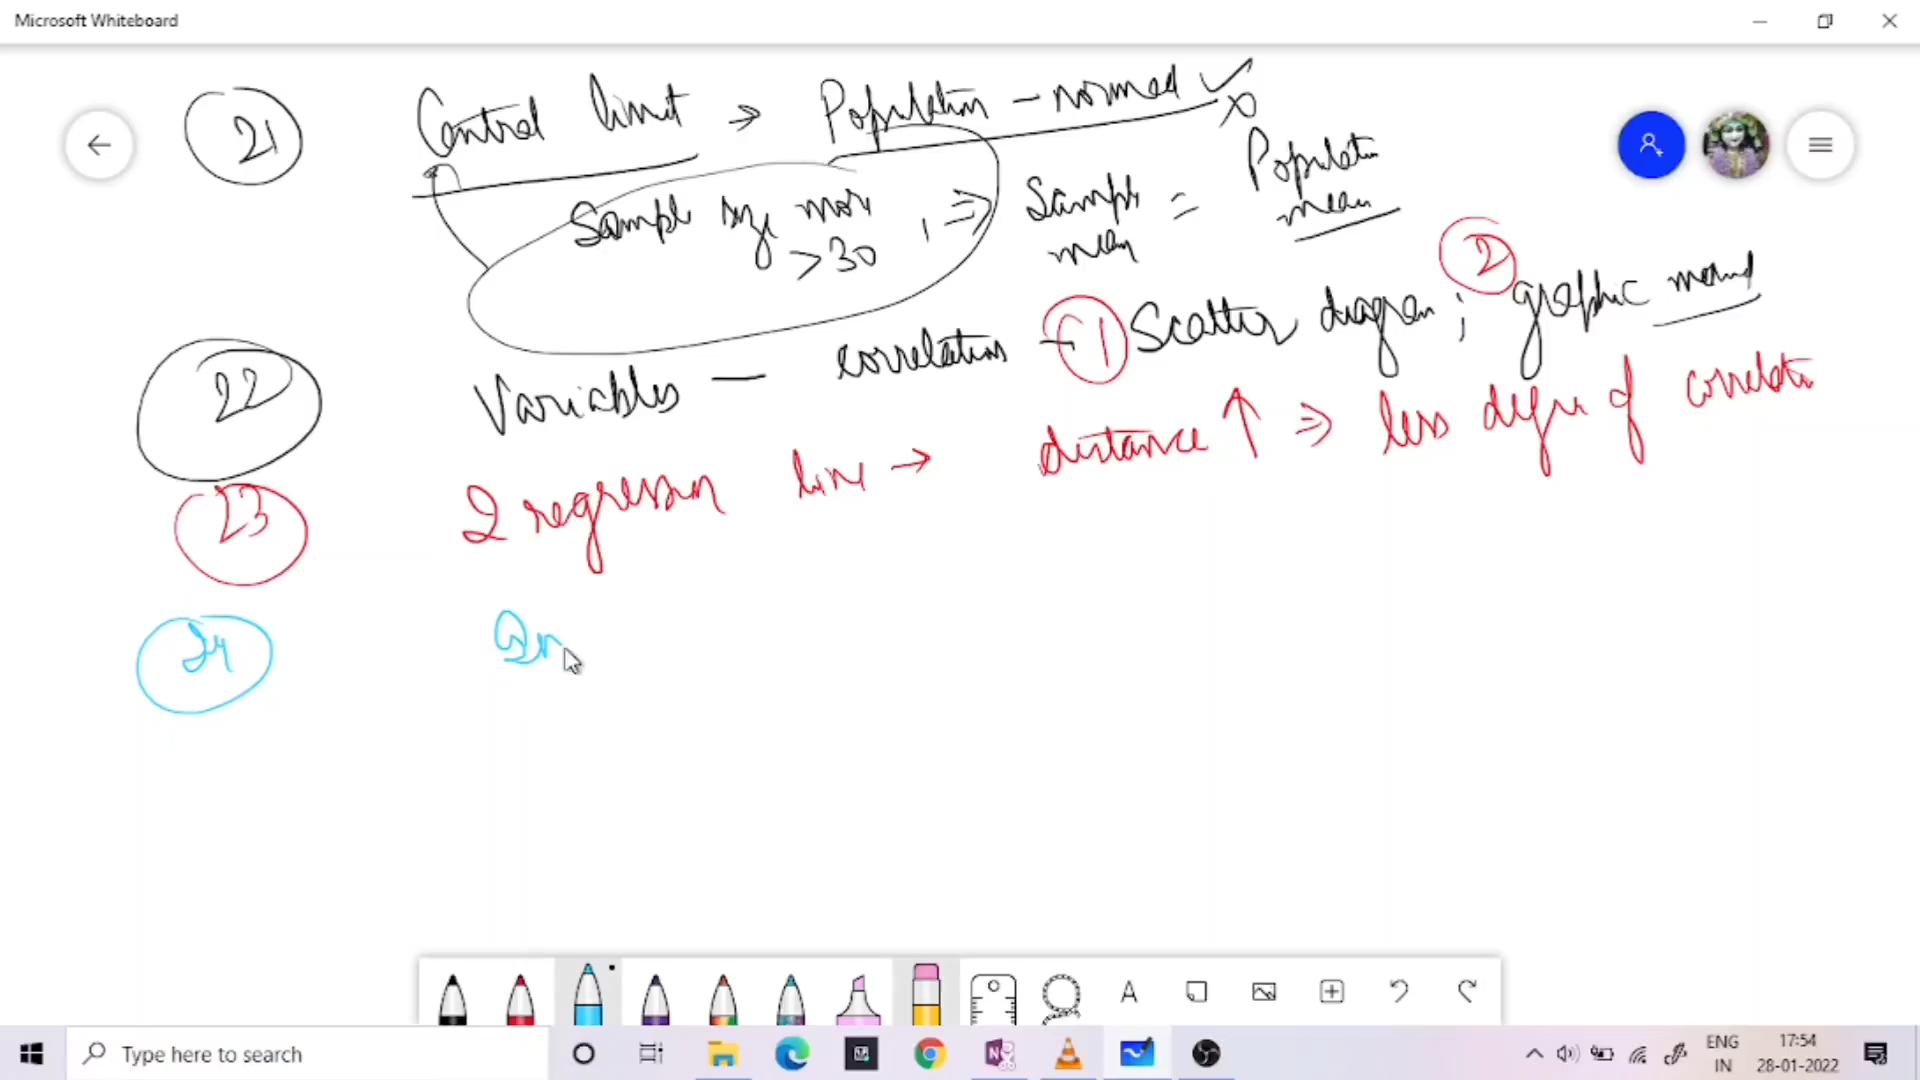 Microsoft Whiteboard
21 Central limit → Population - normal ✓ x
Sample size more >30 , ⇒ Sample mean = Population mean
22 Variables - correlation - 1 Scatter diagram ; 2 graphic
23 2 regression line → distance ↑ ⇒ less degree of correlatn
24
Type here to search
ENG
IN
17:54
28-01-2022